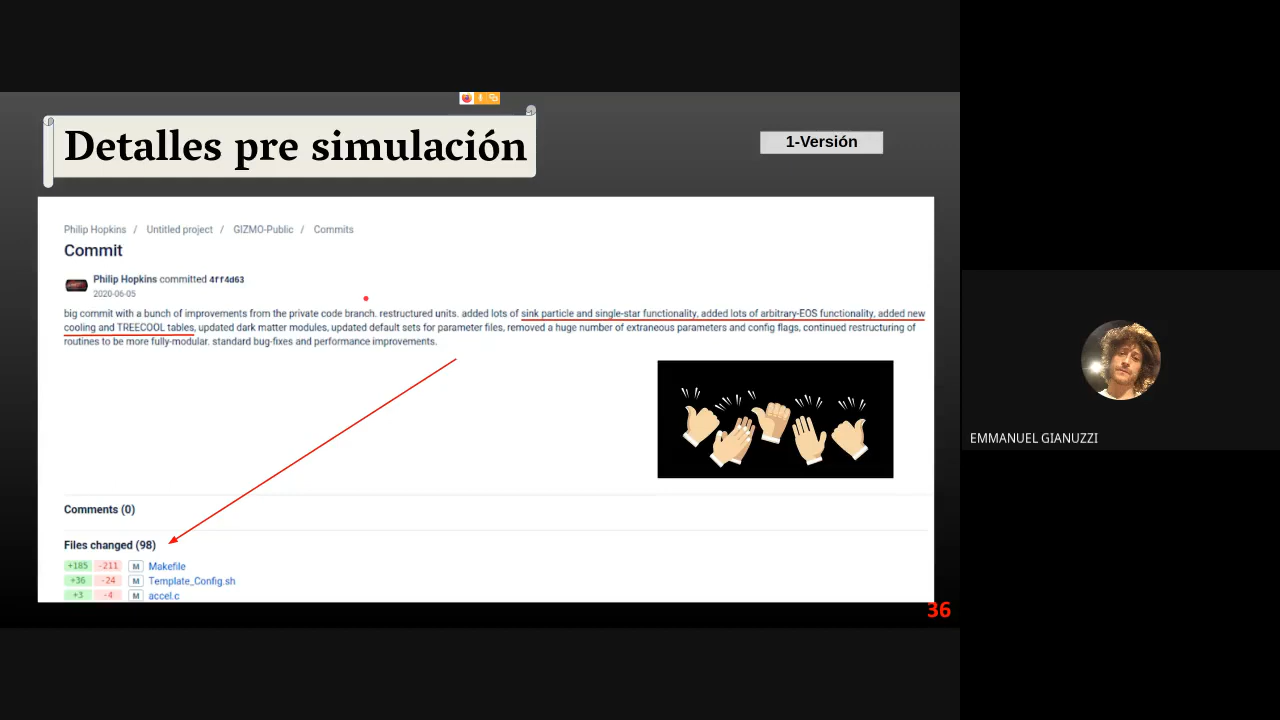 Detalles pre simulación
1-Versión
Philip Hopkins / Untitled project / GIZMO-Public / Commits
Commit
Philip Hopkins committed 4ff4d63
2020-06-05
big commit with a bunch of improvements from the private code branch. restructured units. added lots of sink particle and single-star functionality, added lots of arbitrary-EOS functionality, added new
cooling and TREECOOL tables, updated dark matter modules, updated default sets for parameter files, removed a huge number of extraneous parameters and config flags, continued restructuring of
routines to be more fully-modular. standard bug-fixes and performance improvements.
Comments (0)
Files changed (98)
+185 -211 M Makefile
+36 -24 M Template_Config.sh
+3 -4 M accel.c
36
EMMANUEL GIANUZZI